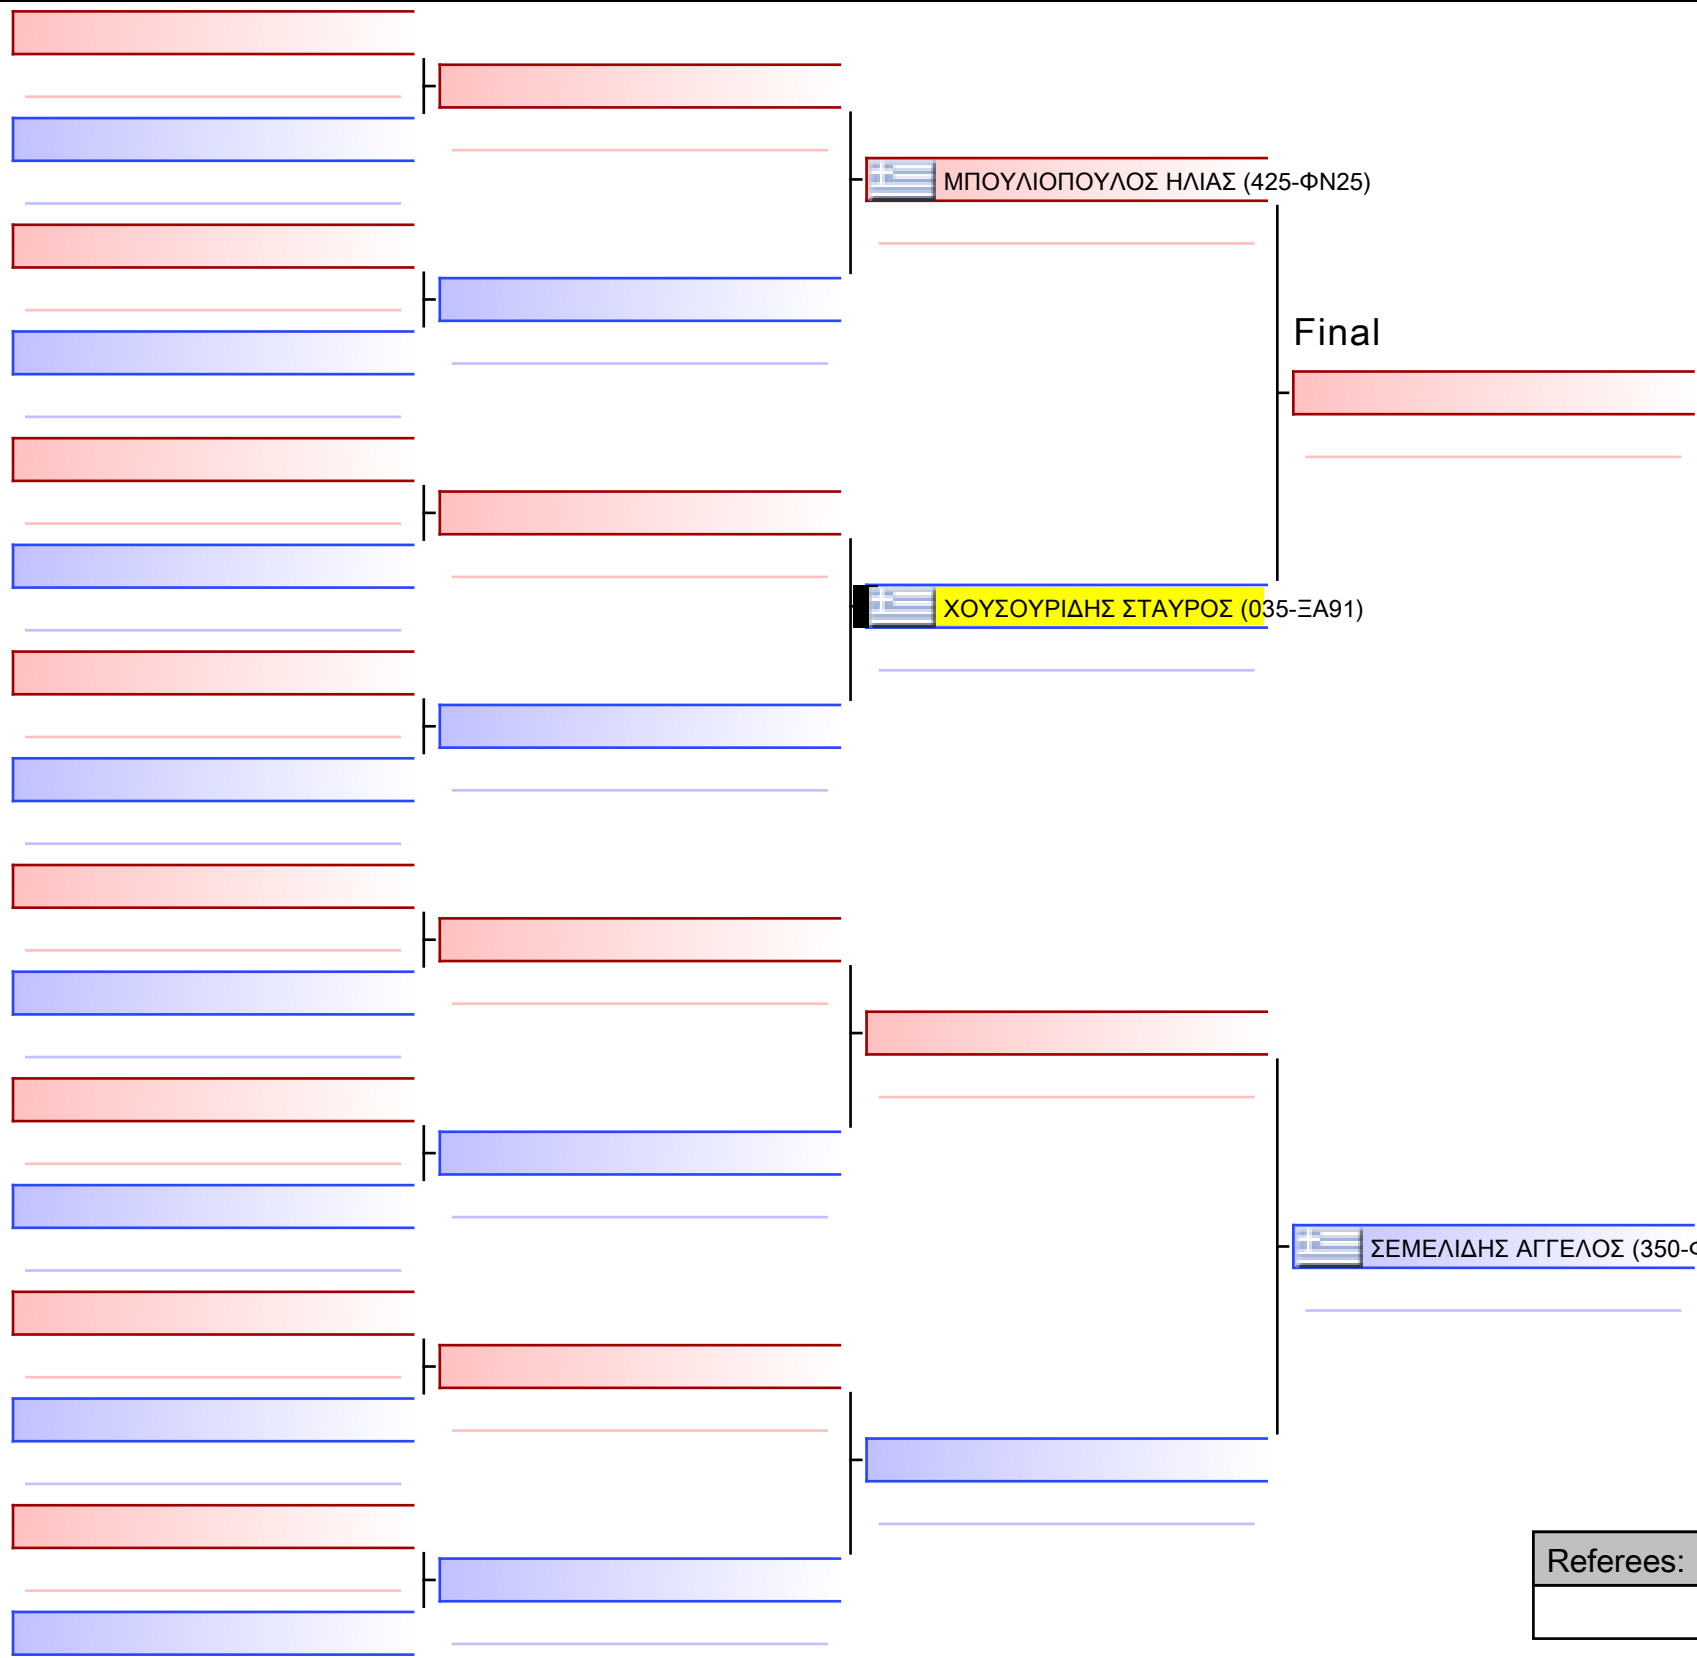 ΜΠΟΥΛΙΟΠΟΥΛΟΣ ΗΛΙΑΣ (425-ΦΝ25)
Final
ΧΟΥΣΟΥΡΙΔΗΣ ΣΤΑΥΡΟΣ (035-ΞΑ91)
ΣΕΜΕΛΙΔΗΣ ΑΓΓΕΛΟΣ (350-
Referees: